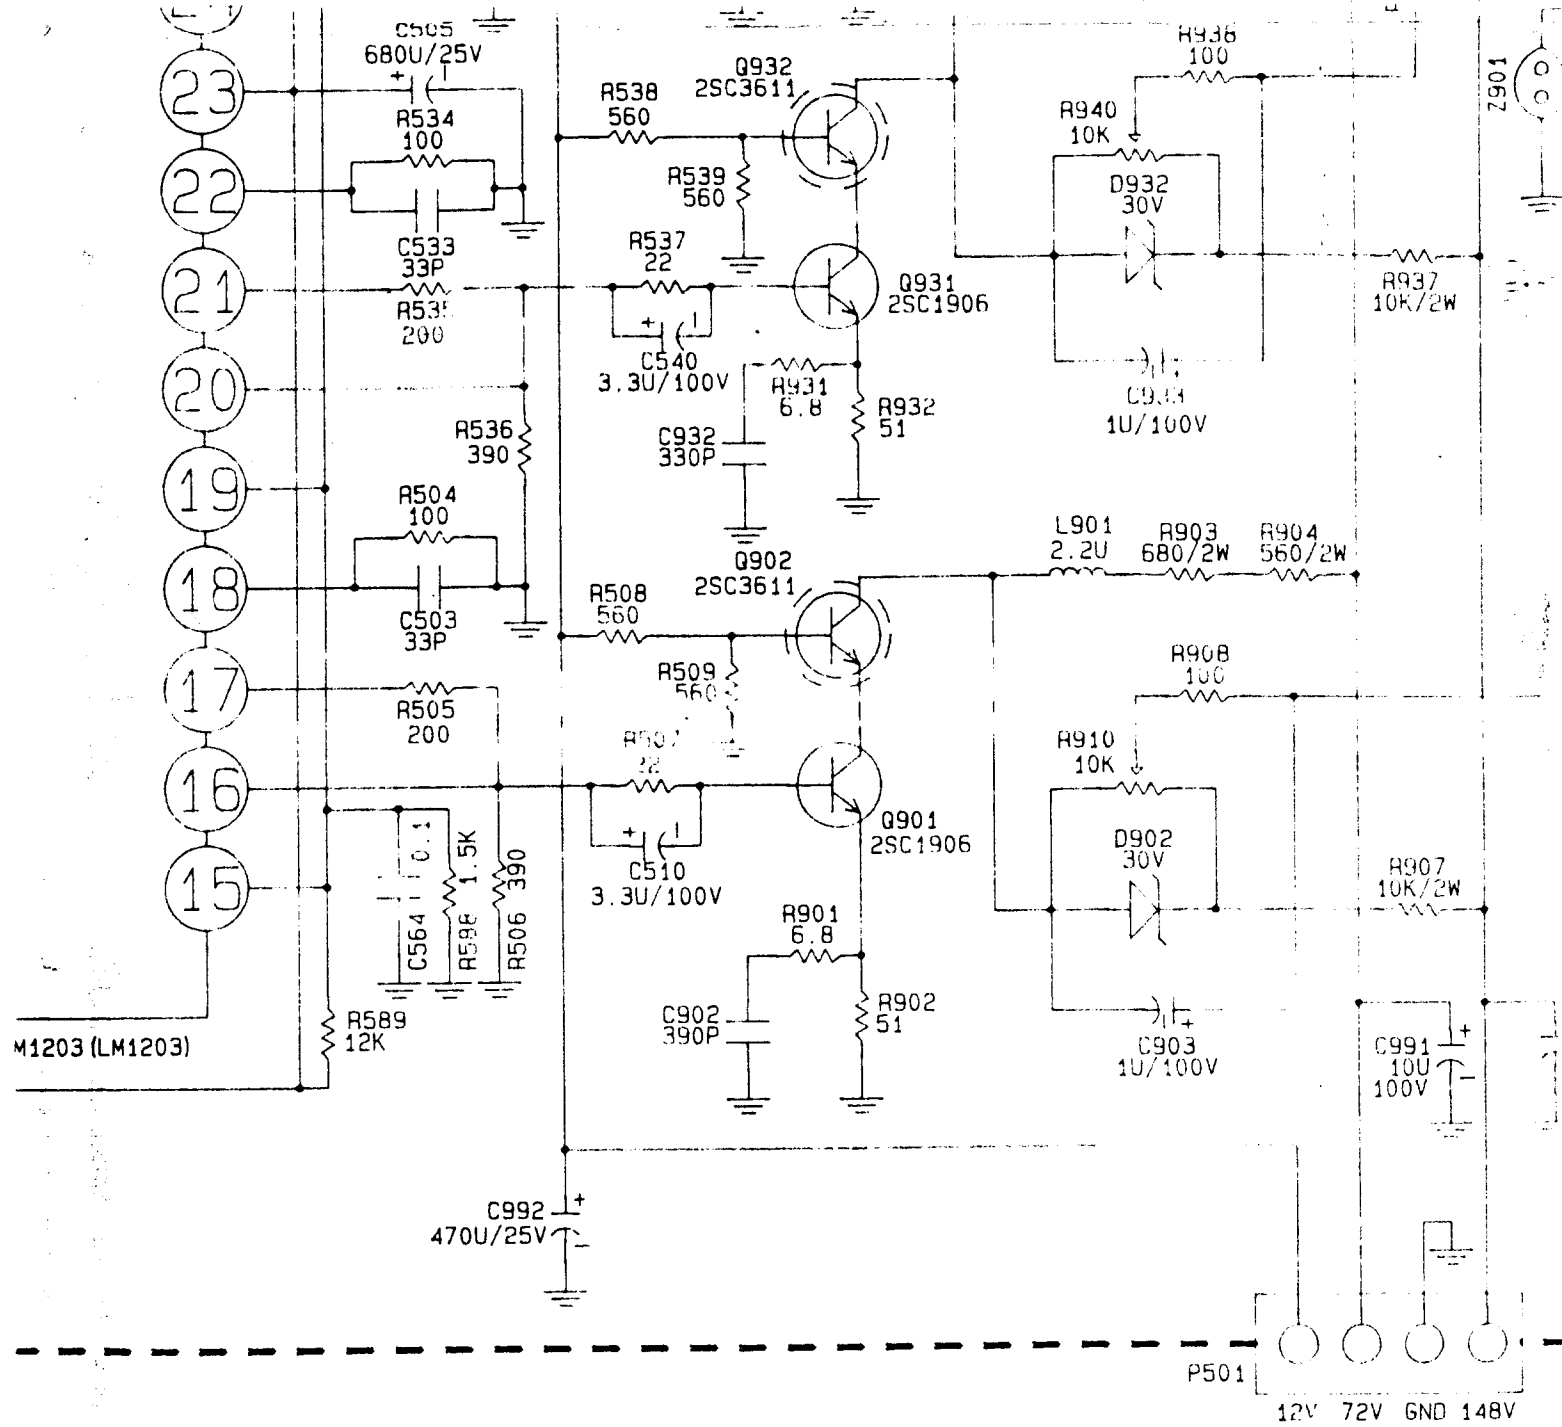 C505
680U/25V
+
23
R534
100
22
C533
33P
21
200
20
R536
390
19
R504
100
18
C503
33P
17
R505
200
16
15
C564 0.1
1.5K
R506 390
R589
12K
M1203 (LM1203)
R538
560
Q932
2SC3611
R539
560
R537
22
Q931
2SC1906
+
C540
3.3U/100V
R931
6.8
R932
51
C932
330P
R938
100
R940
10K
D932
30V
R937
10K/2W
C933
1U/100V
+
Z901
R508
560
Q902
2SC3611
R509
560
L901
2.2U
R903
680/2W
R904
560/2W
R908
100
R910
10K
D902
30V
R907
10K/2W
R507
22
Q901
2SC1906
+
C510
3.3U/100V
R901
6.8
R902
51
C902
390P
C903
1U/100V
+
C991
10U
100V
+
C992
470U/25V
+
P501
12V 72V GND 148V